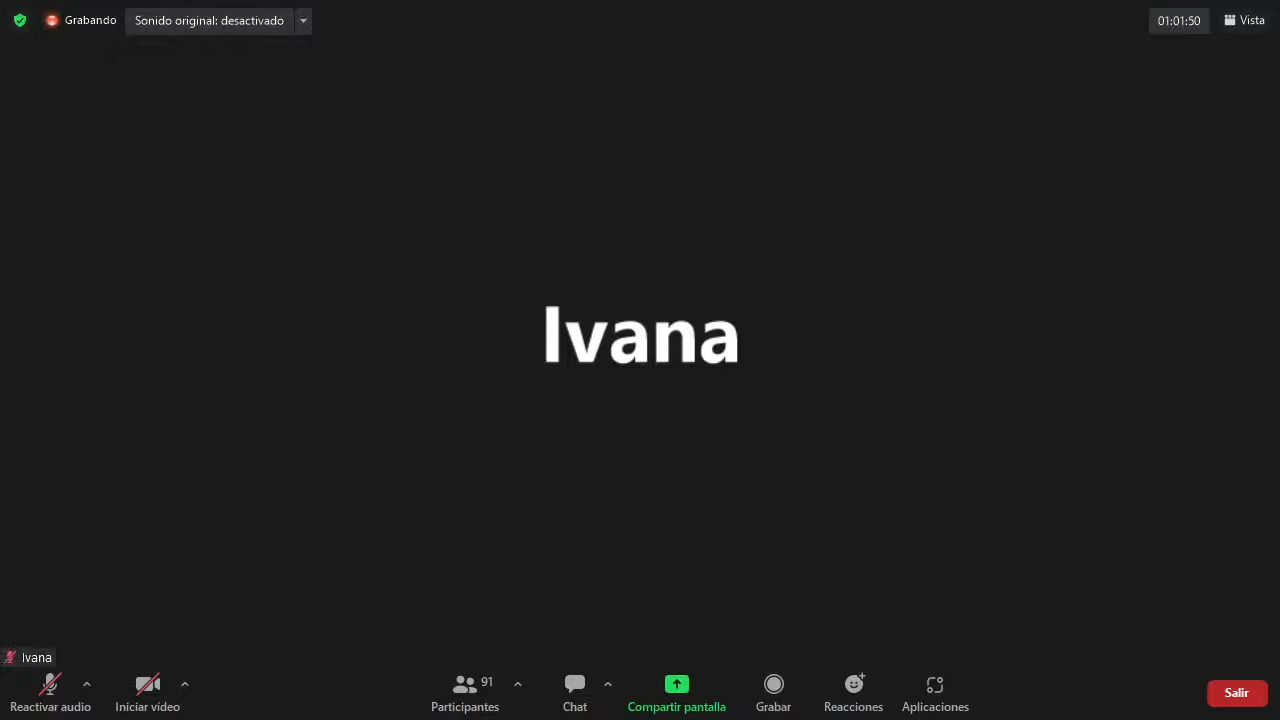 Grabando
Sonido original: desactivado
01:01:50
Vista
Ivana
Ivana
Reactivar audio
Iniciar vídeo
Participantes
91
Chat
Compartir pantalla
Grabar
Reacciones
Aplicaciones
Salir